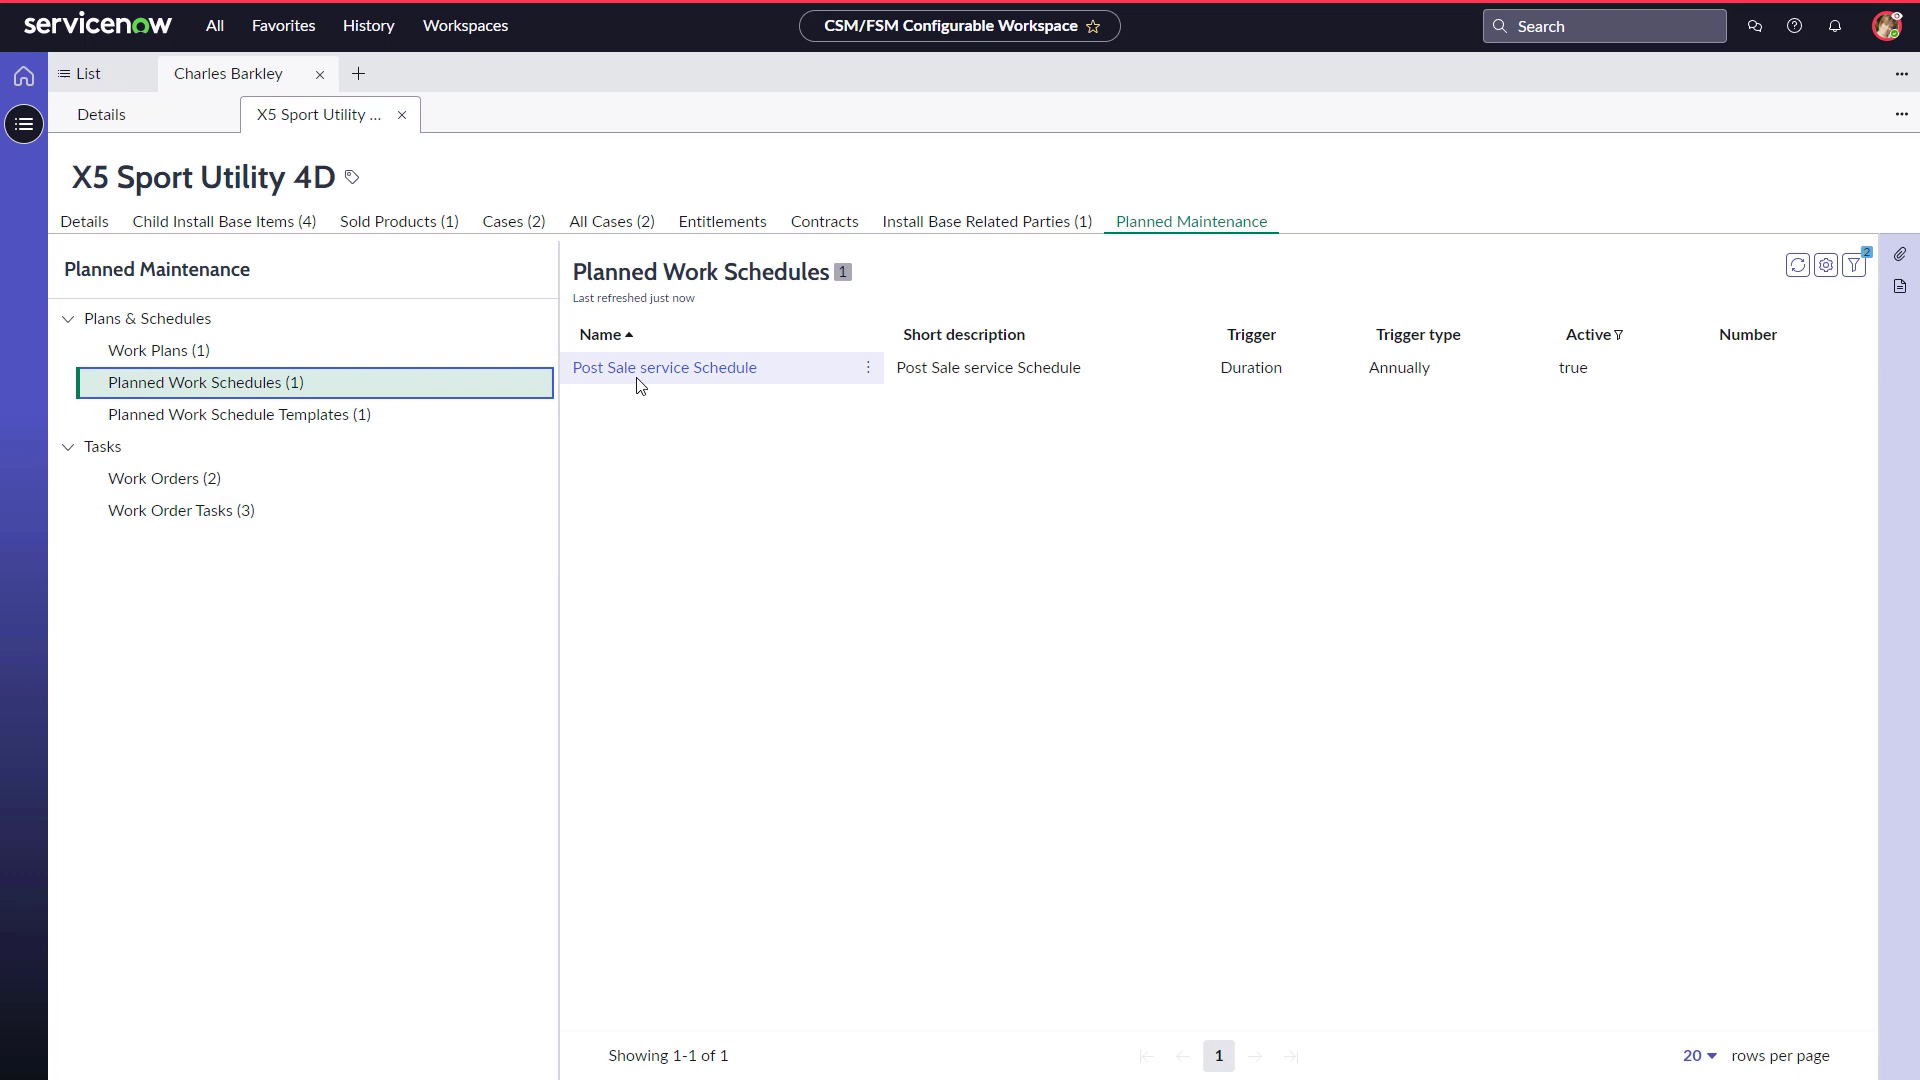 servicenow All Favorites History Workspaces CSM/FSM Configurable Workspace Search
List Charles Barkley
Details X5 Sport Utility ...
X5 Sport Utility 4D
Details Child Install Base Items (4) Sold Products (1) Cases (2) All Cases (2) Entitlements Contracts Install Base Related Parties (1) Planned Maintenance
Planned Maintenance
Plans & Schedules
Work Plans (1)
Planned Work Schedules (1)
Planned Work Schedule Templates (1)
Tasks
Work Orders (2)
Work Order Tasks (3)
Planned Work Schedules 1
2
Last refreshed just now
Name Short description Trigger Trigger type Active Number
Post Sale service Schedule Post Sale service Schedule Duration Annually true
Showing 1-1 of 1 1 20 rows per page